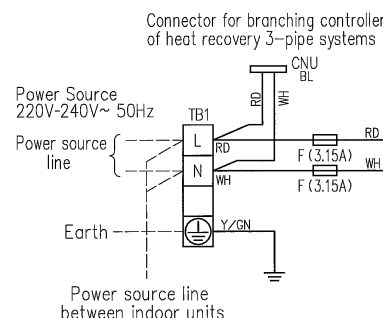 Connector for branching controller
of heat recovery 3-pipe systems
CNU
BL
RD
WH
Power Source
220V-240V~ 50Hz
TB1
Power source
line
L
RD
RD
F (3.15A)
WH
N
WH
F (3.15A)
Earth
Y/GN
Power source line
between indoor units